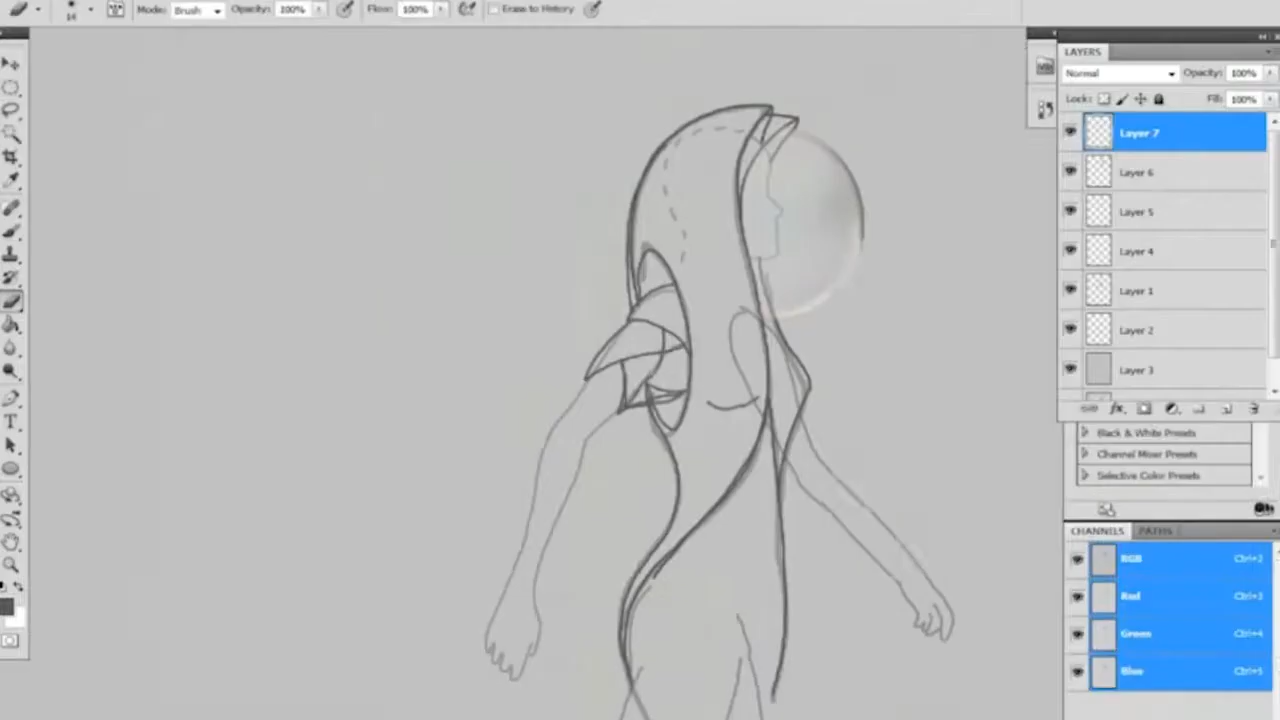 14 Mode: Brush Opacity: 100% Flow: 100% Erase to History
LAYERS
Normal Opacity: 100%
Lock: Fill: 100%
Layer 7
Layer 6
Layer 5
Layer 4
Layer 1
Layer 2
Layer 3
Black & White Presets
Channel Mixer Presets
Selective Color Presets
CHANNELS PATHS
RGB Ctrl+2
Red Ctrl+3
Green Ctrl+4
Blue Ctrl+5